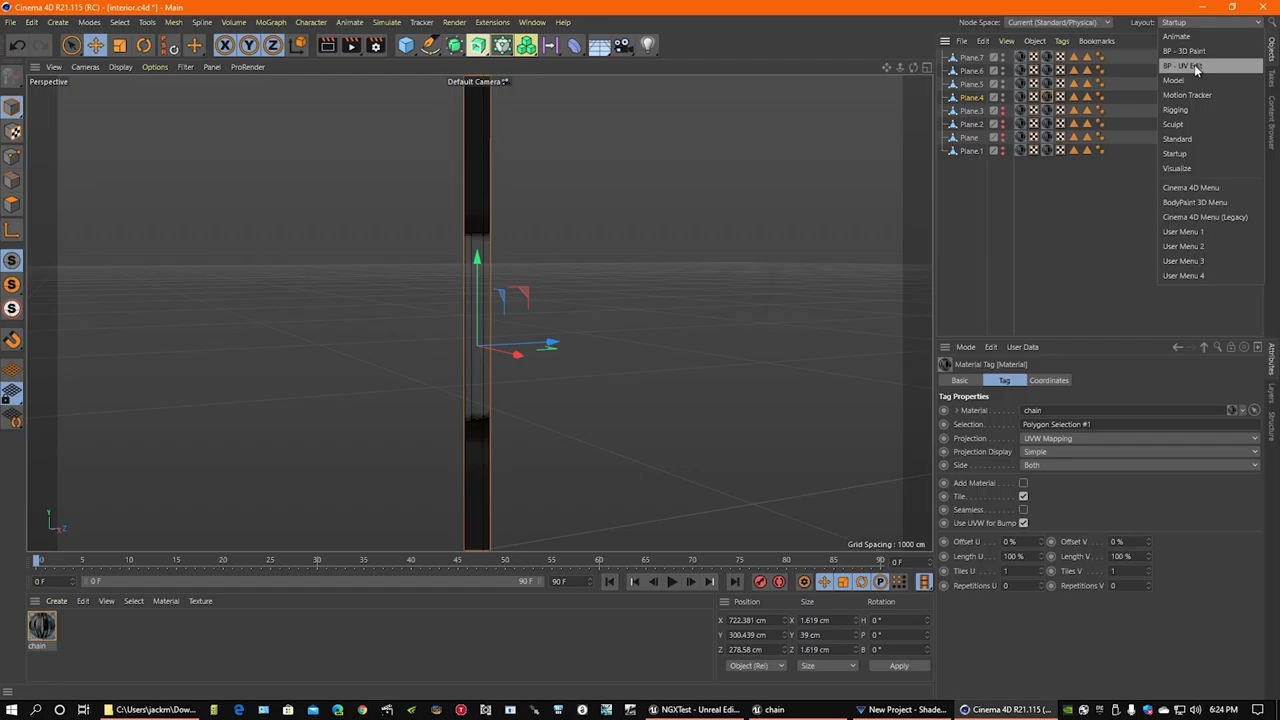 Cinema 4D R21.115 (RC) - [interior.c4d *] - Main
File Edit Create Modes Select Tools Mesh Spline Volume MoGraph Character Animate Simulate Tracker Render Extensions Window Help Node Space: Current (Standard/Physical) Layout: Startup
X Y Z
File Edit View Object Tags Bookmarks
View Cameras Display Options Filter Panel ProRender
Perspective Default Camera
Plane.7
Plane.6
Plane.5
Plane.4
Plane.3
Plane.2
Plane
Plane.1
Animate
BP - 3D Paint
BP - UV Edit
Model
Motion Tracker
Rigging
Sculpt
Standard
Startup
Visualize
Cinema 4D Menu
BodyPaint 3D Menu
Cinema 4D Menu (Legacy)
User Menu 1
User Menu 2
User Menu 3
User Menu 4
Objects
Takes
Content Browser
Attributes
Layers
Structure
Mode Edit User Data
Material Tag [Material]
Basic Tag Coordinates
Tag Properties
Material chain
Selection Polygon Selection #1
Projection UVW Mapping
Projection Display Simple
Side Both
Add Material
Tile
Seamless
Use UVW for Bump
Offset U 0 % Offset V 0 %
Length U 100 % Length V 100 %
Tiles U 1 Tiles V 1
Repetitions U 0 Repetitions V 0
Y Z
Grid Spacing : 1000 cm
0 5 10 15 20 25 30 35 40 45 50 55 60 65 70 75 80 85 90 0 F
0 F 0 F 90 F 90 F
Create Edit View Select Material Texture
chain
Position Size Rotation
X 722.381 cm X 1.619 cm H 0 °
Y 300.439 cm Y 39 cm P 0 °
Z 278.58 cm Z 1.619 cm B 0 °
Object (Rel) Size Apply
C:\Users\jackm\Dow... NGXTest - Unreal Edi... chain New Project - Shade... Cinema 4D R21.115 (... 6:24 PM